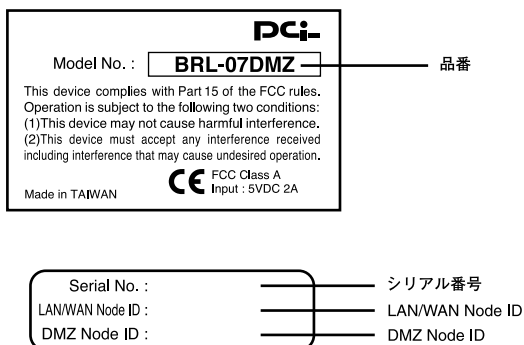 PCi
Model No. : BRL-07DMZ 品番
This device complies with Part 15 of the FCC rules.
Operation is subject to the following two conditions:
(1)This device may not cause harmful interference.
(2)This device must accept any interference received
including interference that may cause undesired operation.
CE FCC Class A
Input : 5VDC 2A
Made in TAIWAN
Serial No. : シリアル番号
LAN/WAN Node ID : LAN/WAN Node ID
DMZ Node ID : DMZ Node ID